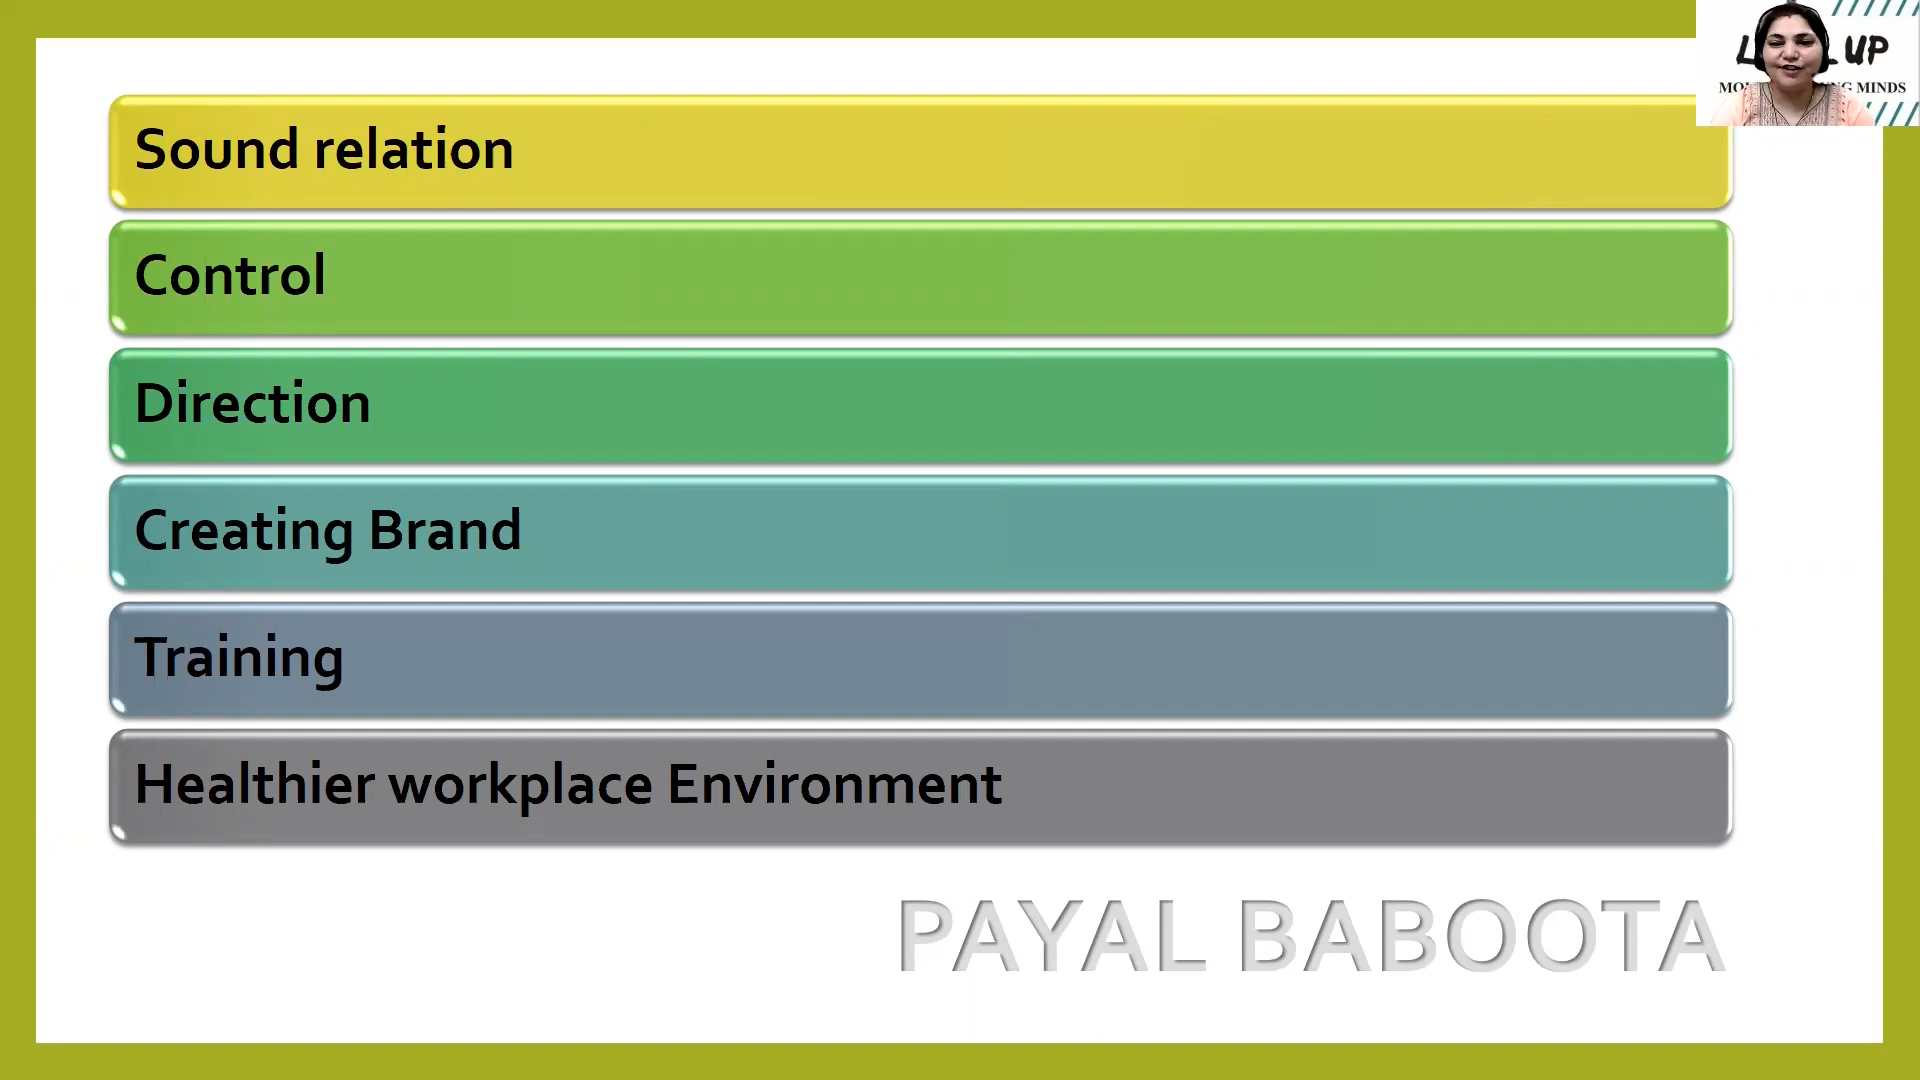 UP
MINDS
Sound relation
Control
Direction
Creating Brand
Training
Healthier workplace Environment
PAYAL BABOOTA